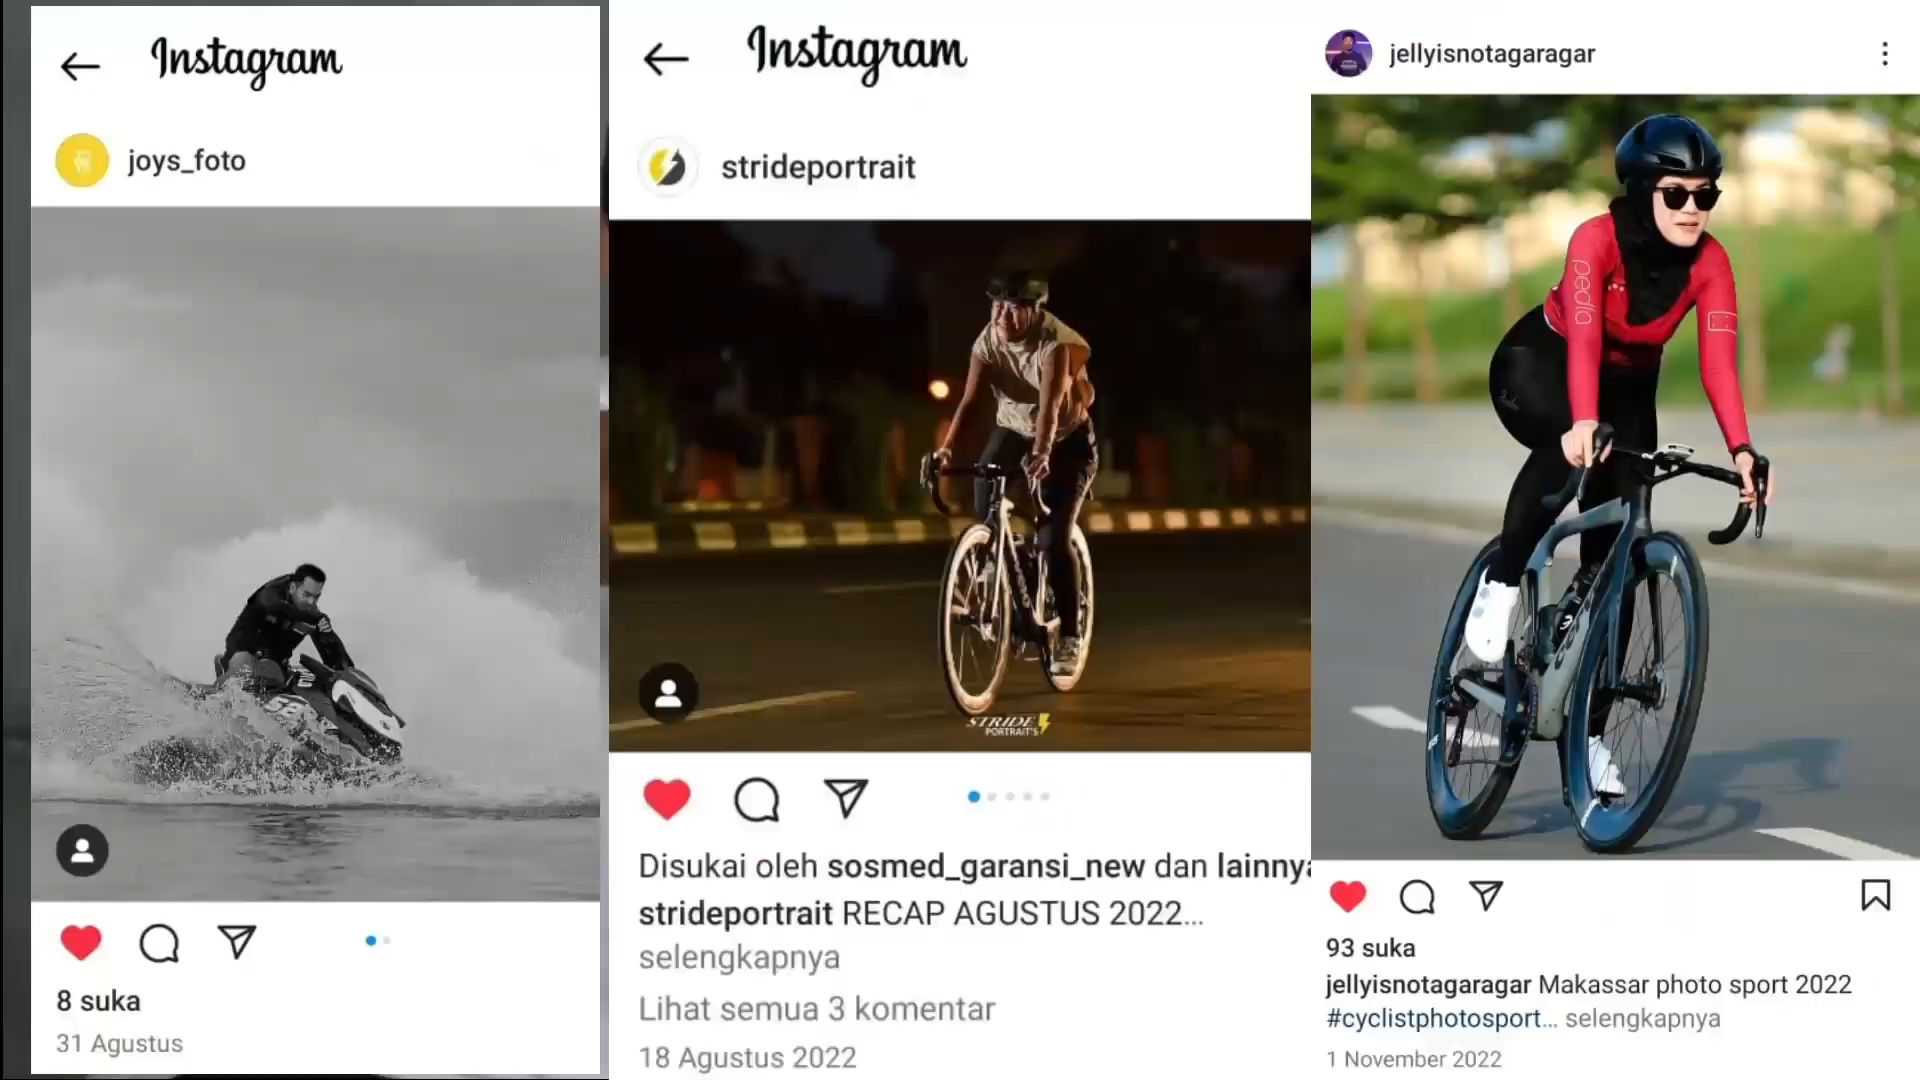 Instagram
joys_foto
8 suka
31 Agustus
Instagram
strideportrait
STRIDE
PORTRAIT'S
Disukai oleh sosmed_garansi_new dan lainnya
strideportrait RECAP AGUSTUS 2022...
selengkapnya
Lihat semua 3 komentar
18 Agustus 2022
jellyisnotagaragar
pedla
93 suka
jellyisnotagaragar Makassar photo sport 2022
#cyclistphotosport... selengkapnya
1 November 2022